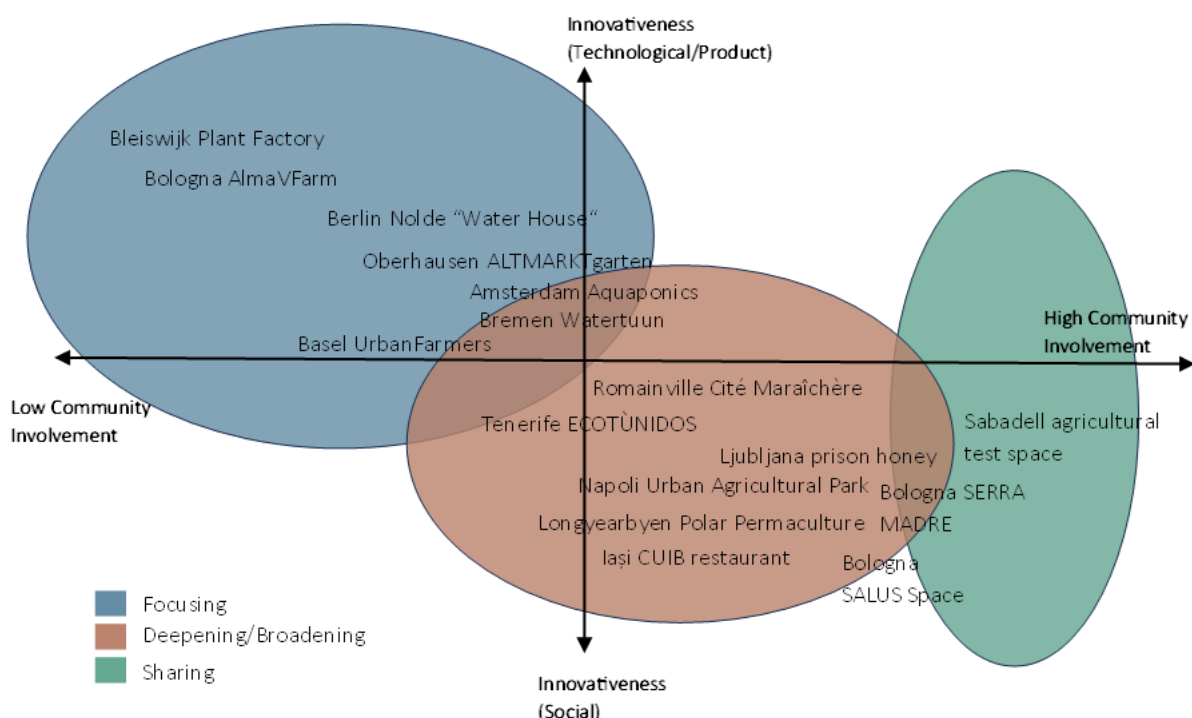 Innovativeness
(Technological/Product)
Bleiswijk Plant Factory
Bologna AlmaVFarm
Berlin Nolde “Water House“
Oberhausen ALTMARKTgarten
Amsterdam Aquaponics
Bremen Watertuun
Basel UrbanFarmers
High Community
Involvement
Low Community
Involvement
Romainville Cité Maraîchère
Tenerife ECOTÙNIDOS
Sabadell agricultural
test space
Ljubljana prison honey
Napoli Urban Agricultural Park
Bologna SERRA
MADRE
Longyearbyen Polar Permaculture
Iași CUIB restaurant
Bologna
SALUS Space
Focusing
Deepening/Broadening
Sharing
Innovativeness
(Social)